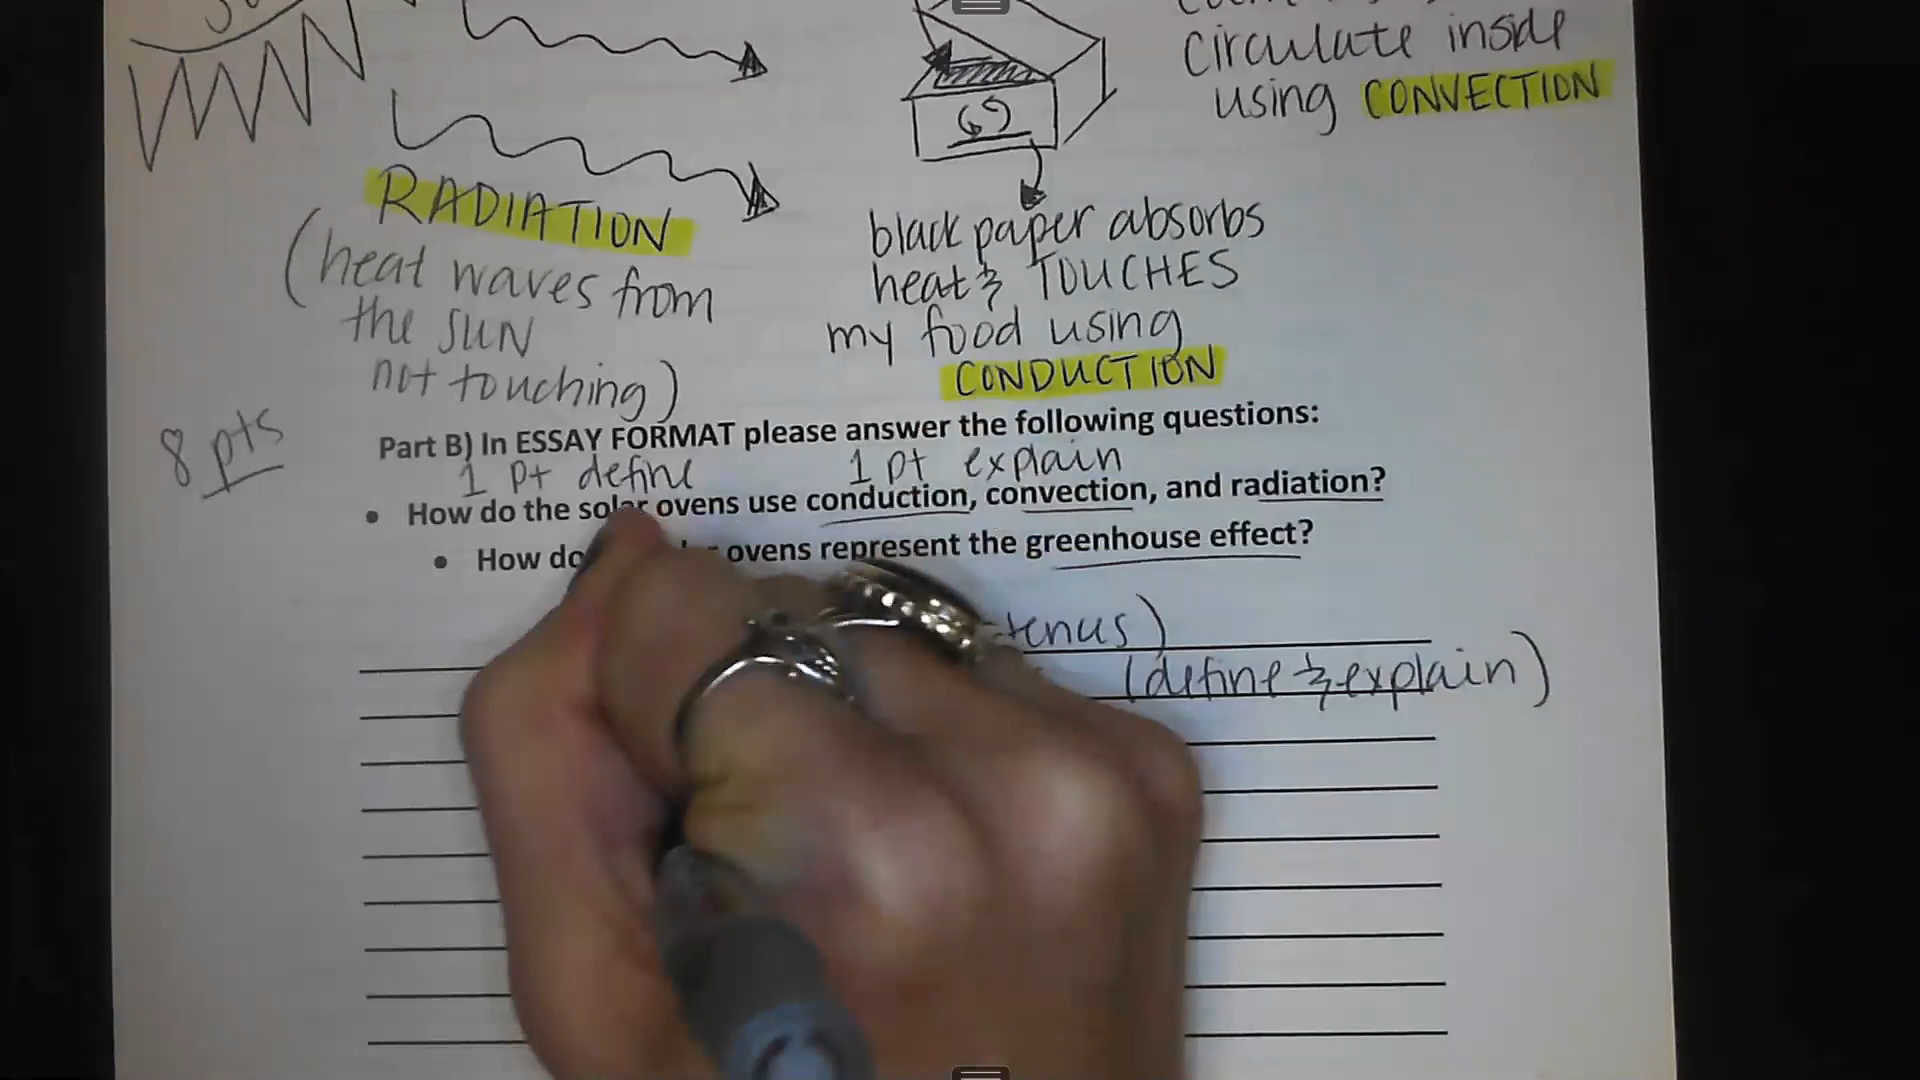 circulate inside
using CONVECTION
RADIATION
(heat waves from
the SUN
not touching)
black paper absorbs
heat & TOUCHES
my food using
CONDUCTION
8 pts
Part B) In ESSAY FORMAT please answer the following questions:
1 pt define 1 pt explain
• How do the solar ovens use conduction, convection, and radiation?
• How do ovens represent the greenhouse effect?
(define & explain)